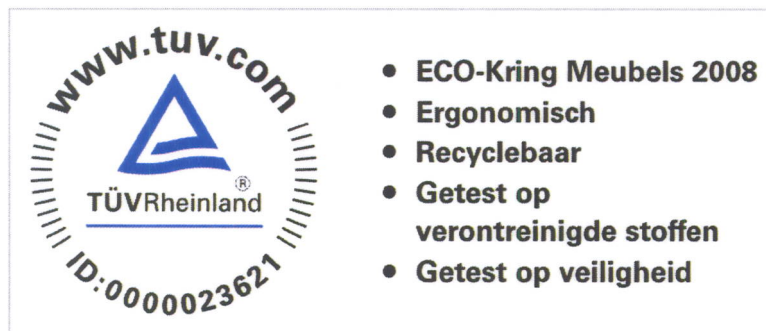 www.tuv.com
TÜVRheinland®
ID:0000023621
• ECO-Kring Meubels 2008
• Ergonomisch
• Recyclebaar
• Getest op
verontreinigde stoffen
• Getest op veiligheid